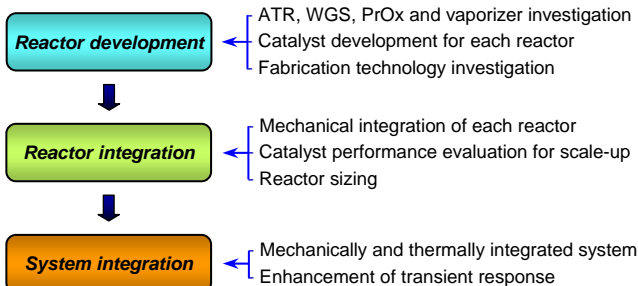 Reactor development
ATR, WGS, PrOx and vaporizer investigation
Catalyst development for each reactor
Fabrication technology investigation
Reactor integration
Mechanical integration of each reactor
Catalyst performance evaluation for scale-up
Reactor sizing
System integration
Mechanically and thermally integrated system
Enhancement of transient response